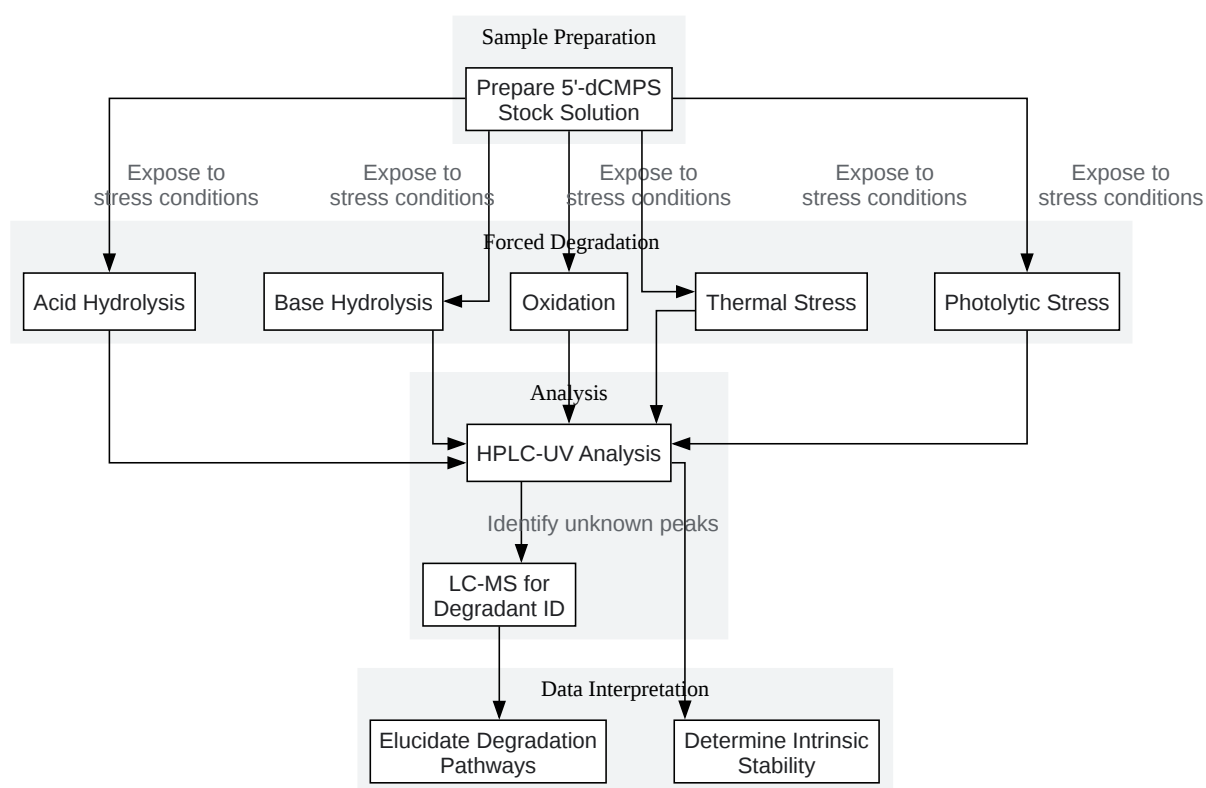 Sample Preparation
Prepare 5'-dCMPS
Stock Solution
Expose to
stress conditions
Expose to
stress conditions
Expose to
stress conditions
Expose to
stress conditions
Expose to
stress conditions
Forced Degradation
Acid Hydrolysis
Base Hydrolysis
Oxidation
Thermal Stress
Photolytic Stress
Analysis
HPLC-UV Analysis
Identify unknown peaks
LC-MS for
Degradant ID
Data Interpretation
Elucidate Degradation
Pathways
Determine Intrinsic
Stability